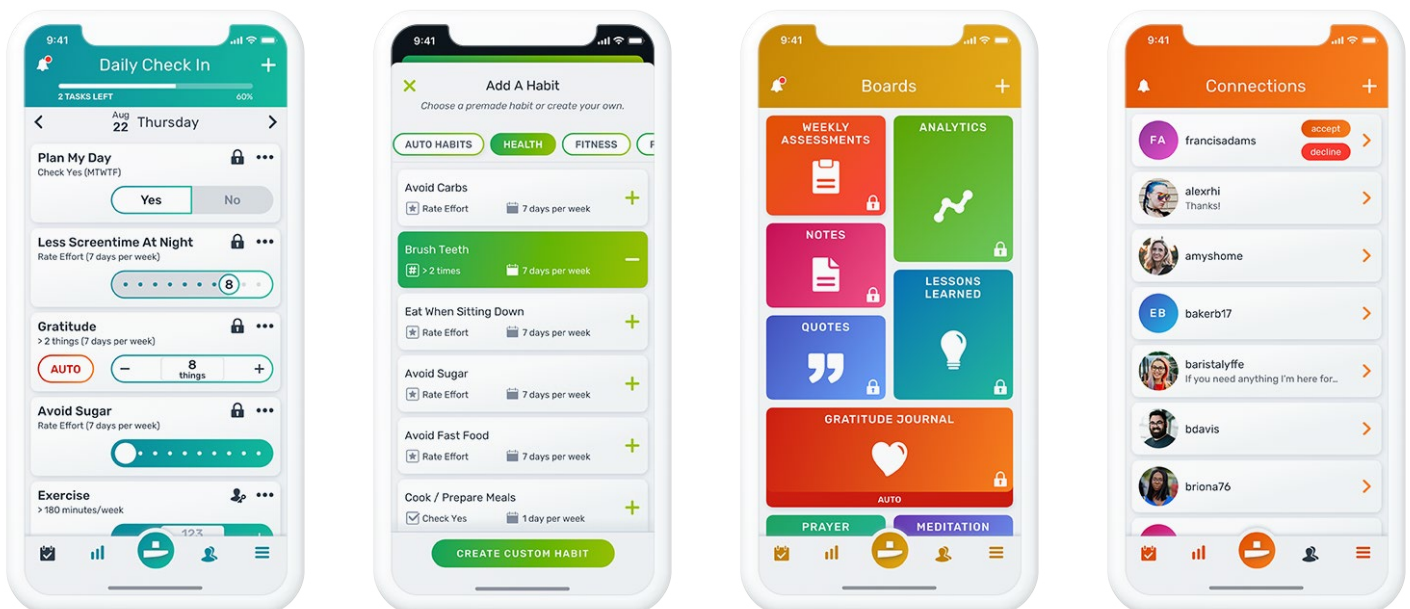 9:41
Daily Check In
2 TASKS LEFT 60%
Aug
22 Thursday
Plan My Day
Check Yes (MTWTF)
Yes No
Less Screentime At Night
Rate Effort (7 days per week)
8
Gratitude
> 2 things (7 days per week)
AUTO
8
things
Avoid Sugar
Rate Effort (7 days per week)
Exercise
> 180 minutes/week
123
9:41
Add A Habit
Choose a premade habit or create your own.
AUTO HABITS HEALTH FITNESS F
Avoid Carbs
Rate Effort 7 days per week
Brush Teeth
# > 2 times 7 days per week
Eat When Sitting Down
Rate Effort 7 days per week
Avoid Sugar
Rate Effort 7 days per week
Avoid Fast Food
Rate Effort 7 days per week
Cook / Prepare Meals
Check Yes 1 day per week
CREATE CUSTOM HABIT
9:41
Boards
WEEKLY
ASSESSMENTS
ANALYTICS
NOTES
LESSONS
LEARNED
QUOTES
GRATITUDE JOURNAL
AUTO
PRAYER
MEDITATION
9:41
Connections
FA
francisadams
accept
decline
alexrhi
Thanks!
amyshome
EB
bakerb17
baristalyffe
If you need anything I'm here for...
bdavis
briona76